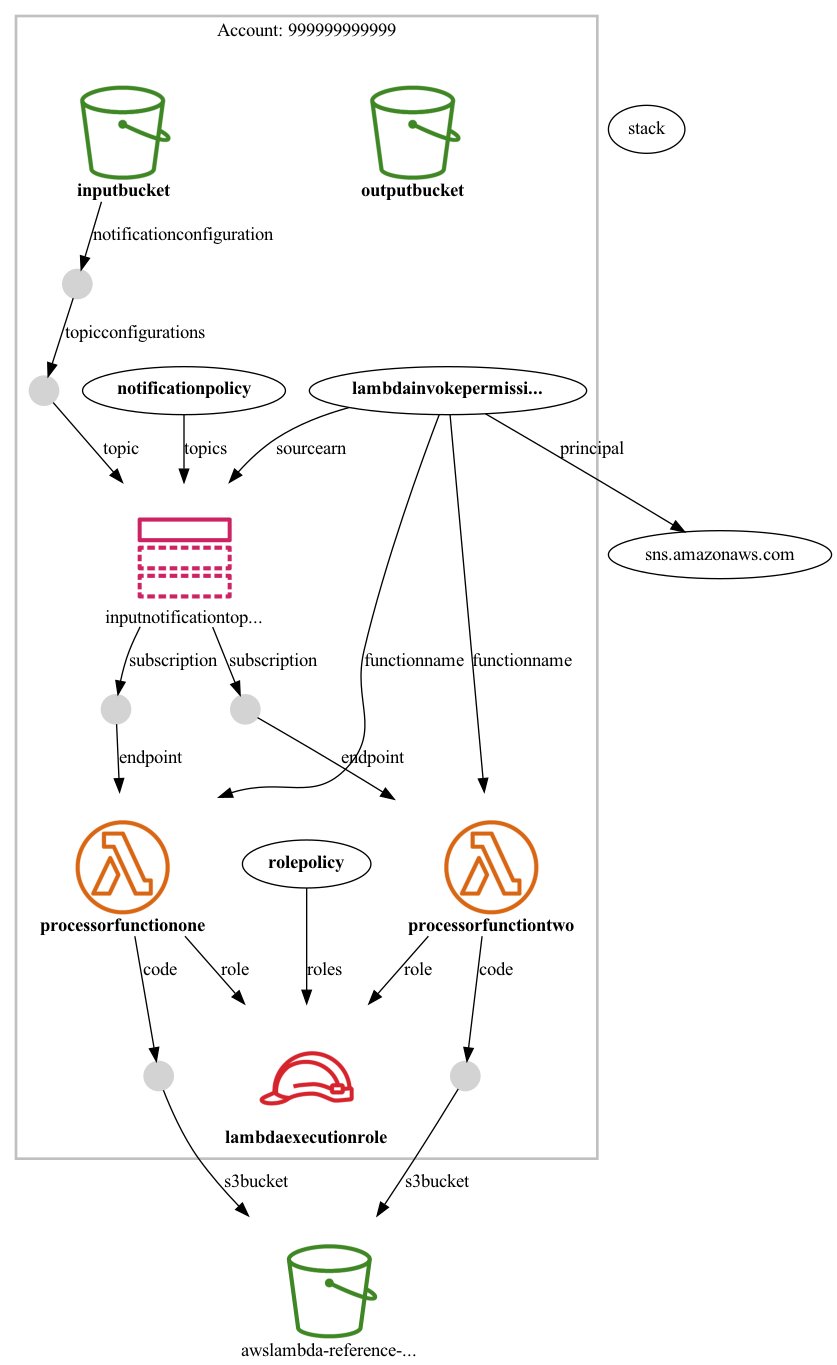 Account: 999999999999
inputbucket
outputbucket
stack
notificationconfiguration
topicconfigurations
notificationpolicy
lambdainvokepermissi...
topic
topics
sourcearn
principal
sns.amazonaws.com
inputnotificationtop...
subscription
subscription
functionname
functionname
endpoint
endpoint
rolepolicy
processorfunctionone
processorfunctiontwo
code
role
roles
role
code
lambdaexecutionrole
s3bucket
s3bucket
awslambda-reference-...